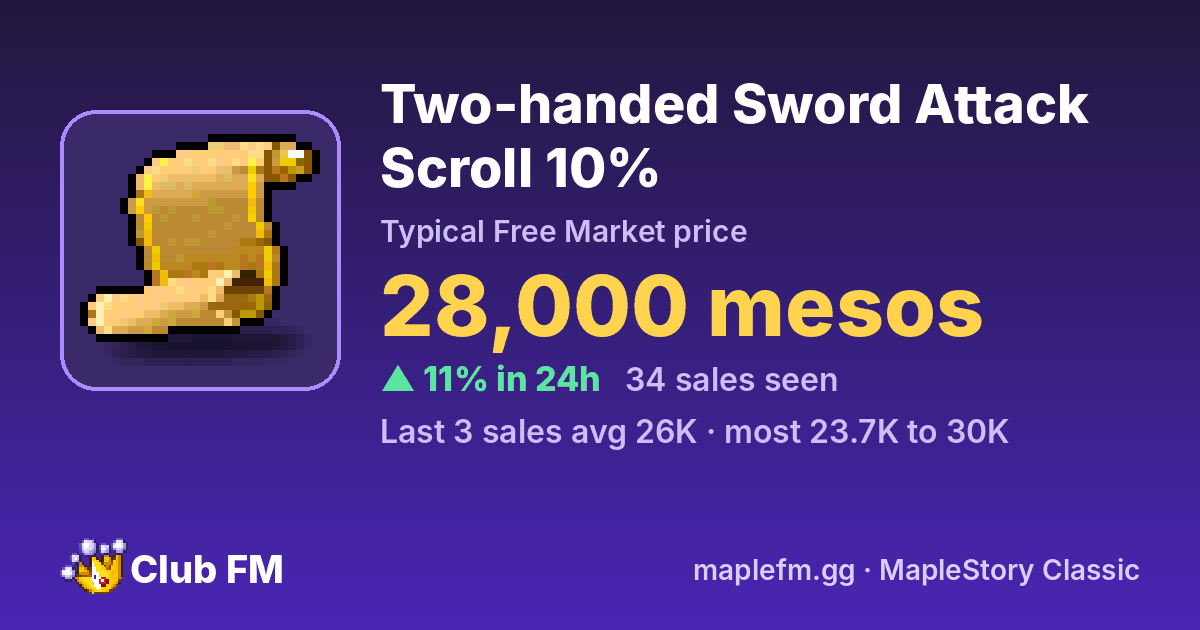 Two-handed Sword Attack
Scroll 10%
Typical Free Market price
28,000 mesos
▲ 11% in 24h 34 sales seen
Last 3 sales avg 26K · most 23.7K to 30K
Club FM
maplefm.gg · MapleStory Classic